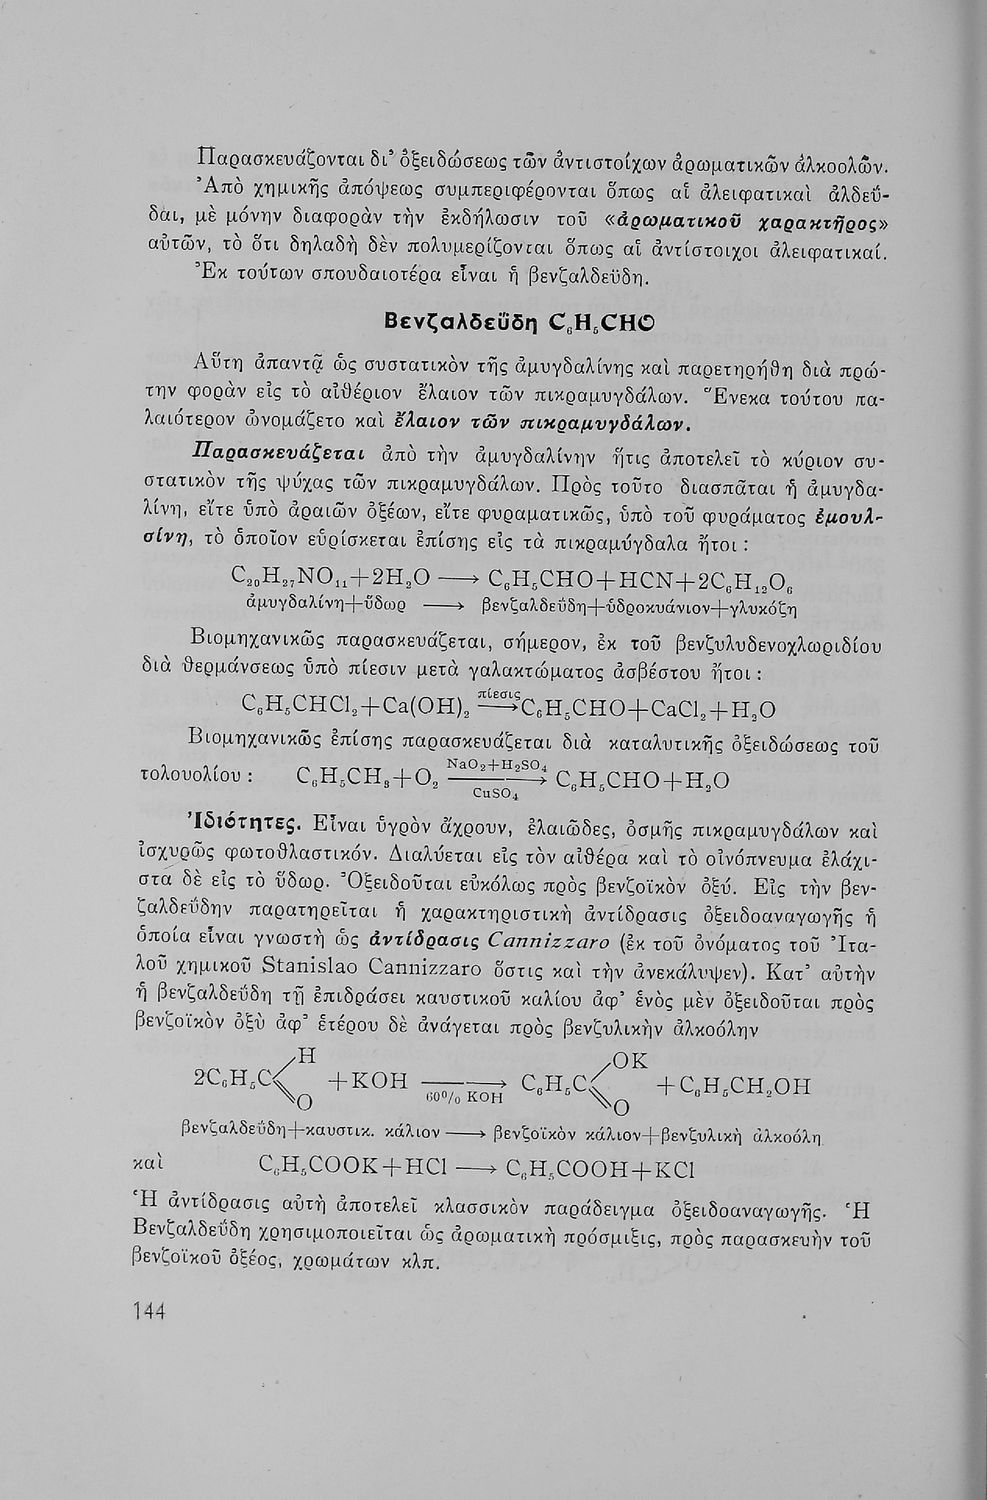 Παρασκευάζονται δι’ ὀξειδώσεως τῶν ἀντιστοίχων ἀρωματικῶν ἀλκοολῶν.
Ἀπὸ χημικῆς ἀπόψεως συμπεριφέρονται ὅπως αἱ ἀλειφατικαὶ ἀλδεΰ-
δαι, μὲ μόνην διαφορὰν τὴν ἐκδήλωσιν τοῦ «ἀρωματικοῦ χαρακτῆρος»
αὐτῶν, τὸ ὅτι δηλαδὴ δὲν πολυμερίζονται ὅπως αἱ ἀντίστοιχοι ἀλειφατικαί.
Ἐκ τούτων σπουδαιοτέρα εἶναι ἡ βενζαλδεΰδη.
Βενζαλδεΰδη C₆H₅CHO
Αὕτη ἀπαντᾷ ὡς συστατικὸν τῆς ἀμυγδαλίνης καὶ παρετηρήθη διὰ πρώ-
την φορὰν εἰς τὸ αἰθέριον ἔλαιον τῶν πικραμυγδάλων. Ἕνεκα τούτου πα-
λαιότερον ὠνομάζετο καὶ ἔλαιον τῶν πικραμυγδάλων.
Παρασκευάζεται ἀπὸ τὴν ἀμυγδαλίνην ἥτις ἀποτελεῖ τὸ κύριον συ-
στατικὸν τῆς ψύχας τῶν πικραμυγδάλων. Πρὸς τοῦτο διασπᾶται ἡ ἀμυγδα-
λίνη, εἴτε ὑπὸ ἀραιῶν ὀξέων, εἴτε φυραματικῶς, ὑπὸ τοῦ φυράματος ἐμουλ-
σίνη, τὸ ὁποῖον εὑρίσκεται ἐπίσης εἰς τὰ πικραμύγδαλα ἤτοι :
C₂₀H₂₇NO₁₁+2H₂O ⟶ C₆H₅CHO+HCN+2C₆H₁₂O₆
ἀμυγδαλίνη+ὕδωρ ⟶ βενζαλδεΰδη+ὑδροκυάνιον+γλυκόζη
Βιομηχανικῶς παρασκευάζεται, σήμερον, ἐκ τοῦ βενζυλυδενοχλωριδίου
διὰ θερμάνσεως ὑπὸ πίεσιν μετὰ γαλακτώματος ἀσβέστου ἤτοι :
C₆H₅CHCl₂+Ca(OH)₂ πίεσις⟶ C₆H₅CHO+CaCl₂+H₂O
Βιομηχανικῶς ἐπίσης παρασκευάζεται διὰ καταλυτικῆς ὀξειδώσεως τοῦ
τολουολίου : C₆H₅CH₃+O₂ NaO₂+H₂SO₄ ⟶ CuSO₄ C₆H₅CHO+H₂O
Ἰδιότητες. Εἶναι ὑγρὸν ἄχρουν, ἐλαιῶδες, ὀσμῆς πικραμυγδάλων καὶ
ἰσχυρῶς φωτοθλαστικόν. Διαλύεται εἰς τὸν αἰθέρα καὶ τὸ οἰνόπνευμα ἐλάχι-
στα δὲ εἰς τὸ ὕδωρ. Ὀξειδοῦται εὐκόλως πρὸς βενζοϊκὸν ὀξύ. Εἰς τὴν βεν-
ζαλδεΰδην παρατηρεῖται ἡ χαρακτηριστικὴ ἀντίδρασις ὀξειδοαναγωγῆς ἡ
ὁποία εἶναι γνωστὴ ὡς ἀντίδρασις Cannizzaro (ἐκ τοῦ ὀνόματος τοῦ Ἰτα-
λοῦ χημικοῦ Stanislao Cannizzaro ὅστις καὶ τὴν ἀνεκάλυψεν). Κατ’ αὐτὴν
ἡ βενζαλδεΰδη τῇ ἐπιδράσει καυστικοῦ καλίου ἀφ’ ἑνὸς μὲν ὀξειδοῦται πρὸς
βενζοϊκὸν ὀξὺ ἀφ’ ἑτέρου δὲ ἀνάγεται πρὸς βενζυλικὴν ἀλκοόλην
H OK
2C₆H₅C +KOH ⟶ C₆H₅C +C₆H₅CH₂OH
O 60% KOH O
βενζαλδεΰδη+καυστικ. κάλιον ⟶ βενζοϊκὸν κάλιον+βενζυλικὴ ἀλκοόλη
καὶ C₆H₅COOK+HCl ⟶ C₆H₅COOH+KCl
Ἡ ἀντίδρασις αὐτὴ ἀποτελεῖ κλασσικὸν παράδειγμα ὀξειδοαναγωγῆς. Ἡ
Βενζαλδεΰδη χρησιμοποιεῖται ὡς ἀρωματικὴ πρόσμιξις, πρὸς παρασκευὴν τοῦ
βενζοϊκοῦ ὀξέος, χρωμάτων κλπ.
144